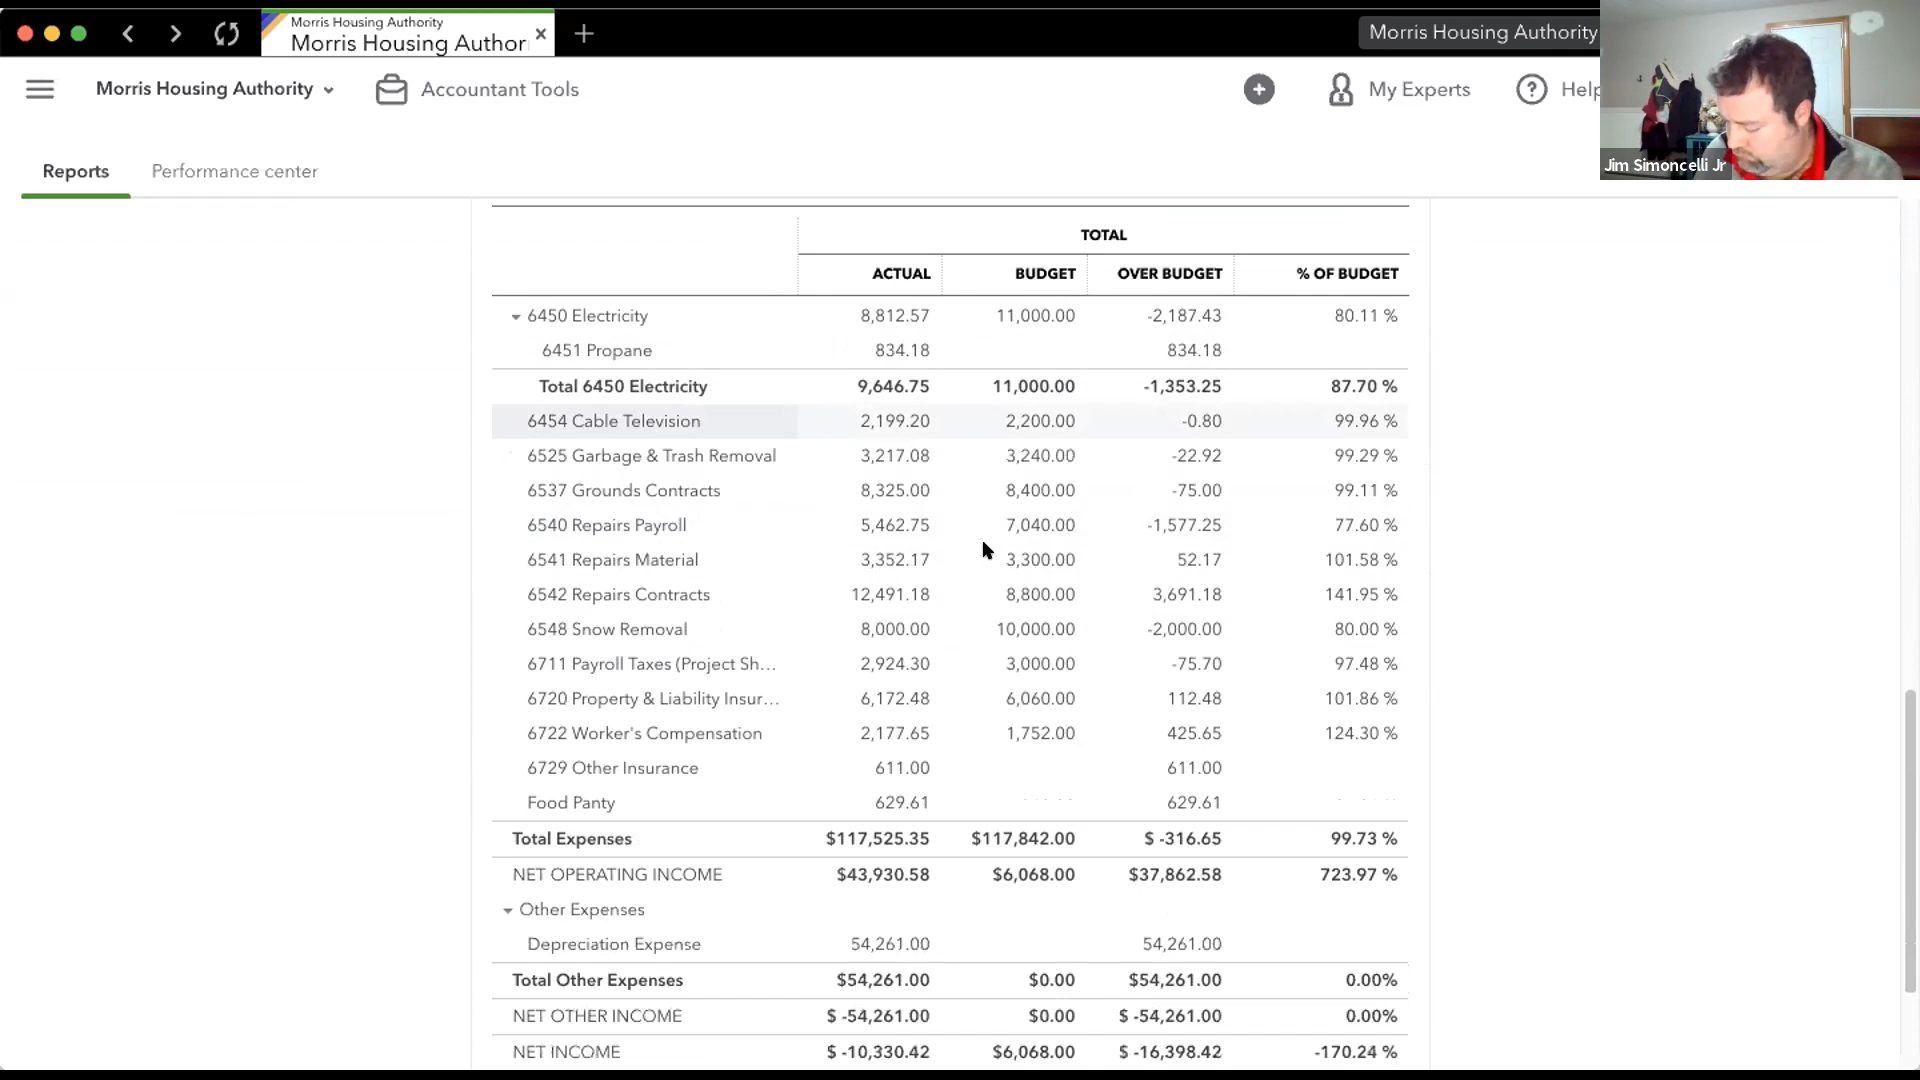 Morris Housing Authority
Morris Housing Author
Morris Housing Authority
Morris Housing Authority
Accountant Tools
My Experts
Help
Jim Simoncelli Jr
Reports
Performance center
TOTAL
ACTUAL BUDGET OVER BUDGET % OF BUDGET
6450 Electricity 8,812.57 11,000.00 -2,187.43 80.11 %
6451 Propane 834.18 834.18
Total 6450 Electricity 9,646.75 11,000.00 -1,353.25 87.70 %
6454 Cable Television 2,199.20 2,200.00 -0.80 99.96 %
6525 Garbage & Trash Removal 3,217.08 3,240.00 -22.92 99.29 %
6537 Grounds Contracts 8,325.00 8,400.00 -75.00 99.11 %
6540 Repairs Payroll 5,462.75 7,040.00 -1,577.25 77.60 %
6541 Repairs Material 3,352.17 3,300.00 52.17 101.58 %
6542 Repairs Contracts 12,491.18 8,800.00 3,691.18 141.95 %
6548 Snow Removal 8,000.00 10,000.00 -2,000.00 80.00 %
6711 Payroll Taxes (Project Sh... 2,924.30 3,000.00 -75.70 97.48 %
6720 Property & Liability Insur... 6,172.48 6,060.00 112.48 101.86 %
6722 Worker's Compensation 2,177.65 1,752.00 425.65 124.30 %
6729 Other Insurance 611.00 611.00
Food Panty 629.61 629.61
Total Expenses $117,525.35 $117,842.00 $ -316.65 99.73 %
NET OPERATING INCOME $43,930.58 $6,068.00 $37,862.58 723.97 %
Other Expenses
Depreciation Expense 54,261.00 54,261.00
Total Other Expenses $54,261.00 $0.00 $54,261.00 0.00%
NET OTHER INCOME $ -54,261.00 $0.00 $ -54,261.00 0.00%
NET INCOME $ -10,330.42 $6,068.00 $ -16,398.42 -170.24 %